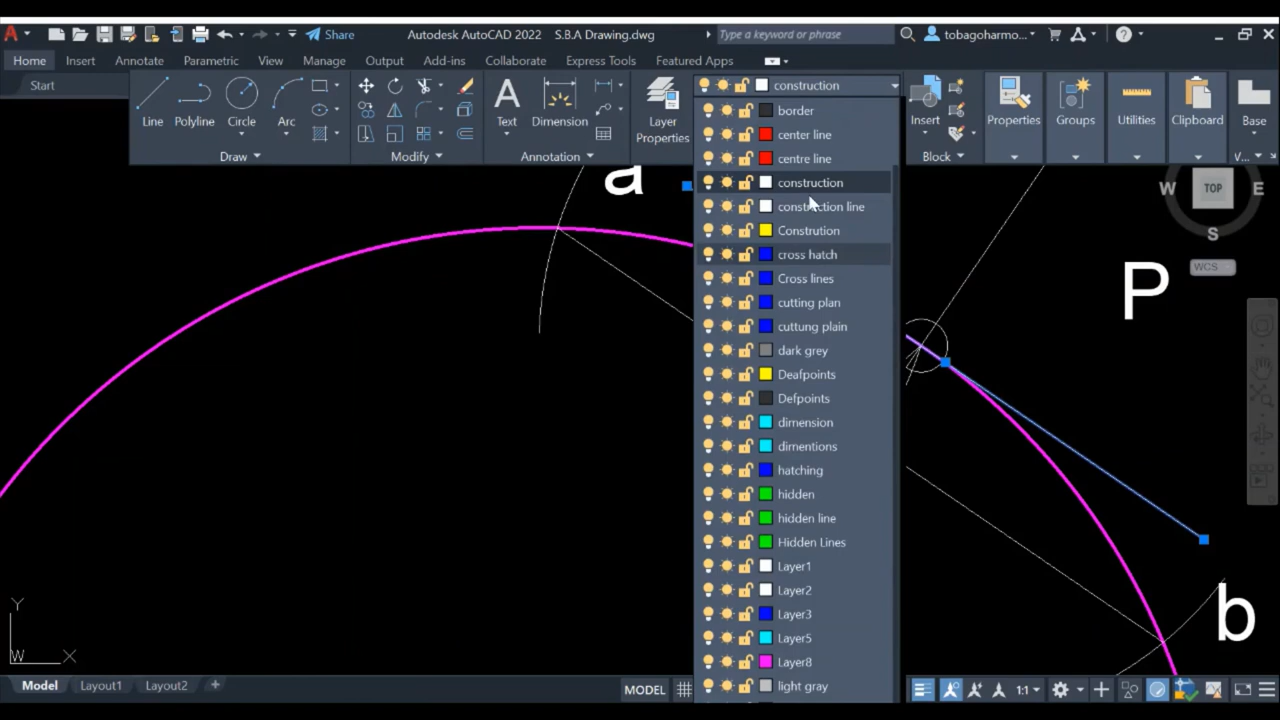 Share
Autodesk AutoCAD 2022 S.B.A Drawing.dwg
Type a keyword or phrase
tobagoharmo...
Home
Insert
Annotate
Parametric
View
Manage
Output
Add-ins
Collaborate
Express Tools
Featured Apps
Start
Line
Polyline
Circle
Arc
Draw
Modify
Text
Dimension
Annotation
Layer
Properties
construction
border
center line
centre line
construction
construction line
Constrution
cross hatch
Cross lines
cutting plan
cuttung plain
dark grey
Deafpoints
Defpoints
dimension
dimentions
hatching
hidden
hidden line
Hidden Lines
Layer1
Layer2
Layer3
Layer5
Layer8
light gray
Insert
Block
Properties
Groups
Utilities
Clipboard
Base
V...
a
W TOP E
S
WCS
P
b
Y
W X
Model
Layout1
Layout2
MODEL
1:1